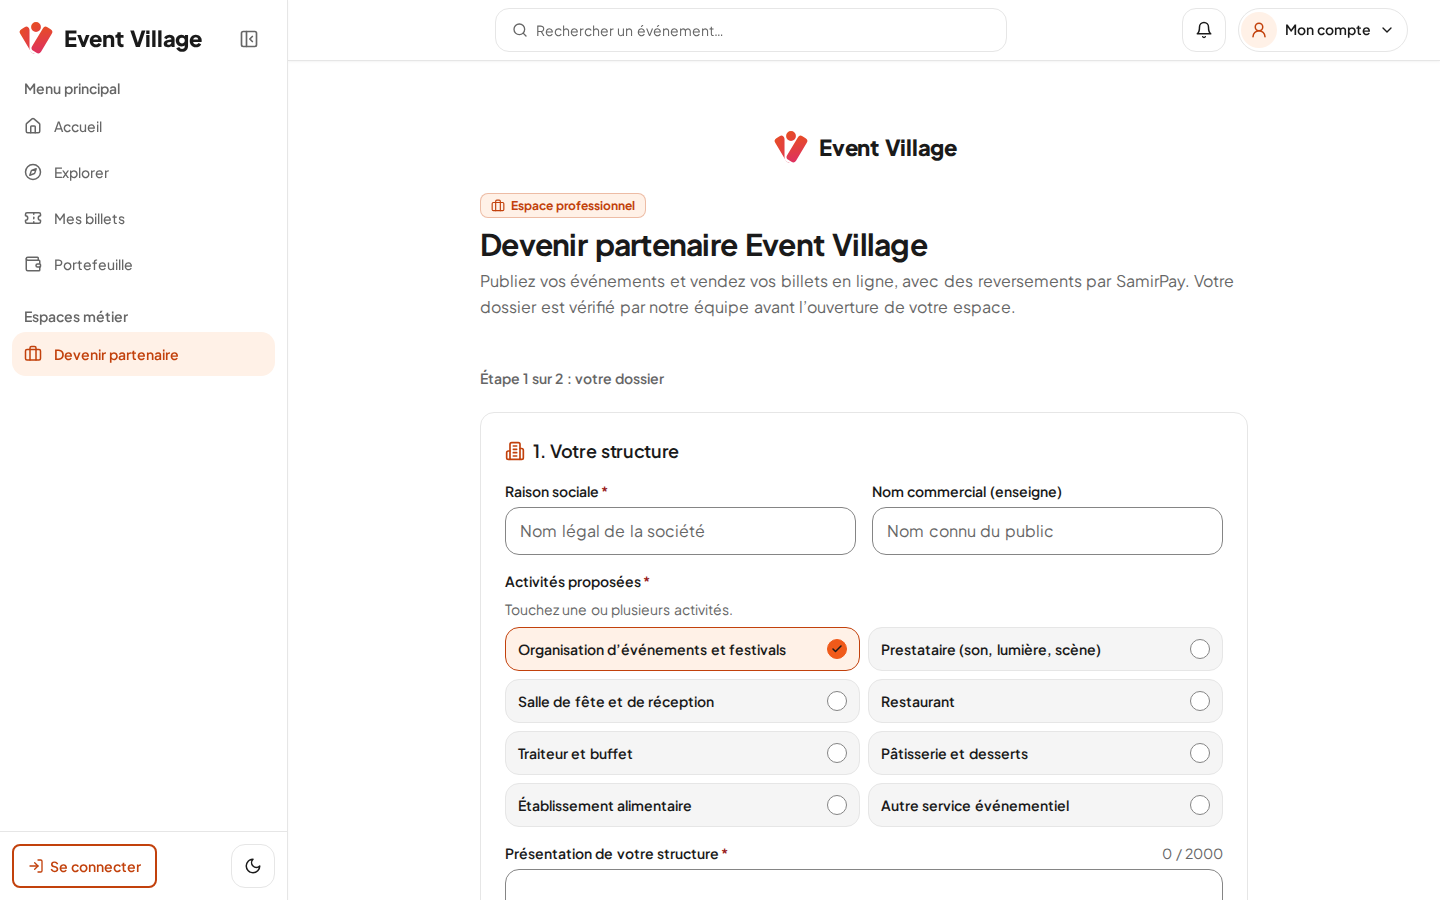 Event Village
Rechercher un événement…
Mon compte
Menu principal
Accueil
Explorer
Mes billets
Portefeuille
Espaces métier
Devenir partenaire
Se connecter
Event Village
Espace professionnel
Devenir partenaire Event Village
Publiez vos événements et vendez vos billets en ligne, avec des reversements par SamirPay. Votre
dossier est vérifié par notre équipe avant l’ouverture de votre espace.
Étape 1 sur 2 : votre dossier
1. Votre structure
Raison sociale *
Nom commercial (enseigne)
Nom légal de la société
Nom connu du public
Activités proposées *
Touchez une ou plusieurs activités.
Organisation d’événements et festivals
Prestataire (son, lumière, scène)
Salle de fête et de réception
Restaurant
Traiteur et buffet
Pâtisserie et desserts
Établissement alimentaire
Autre service événementiel
Présentation de votre structure *
0 / 2000